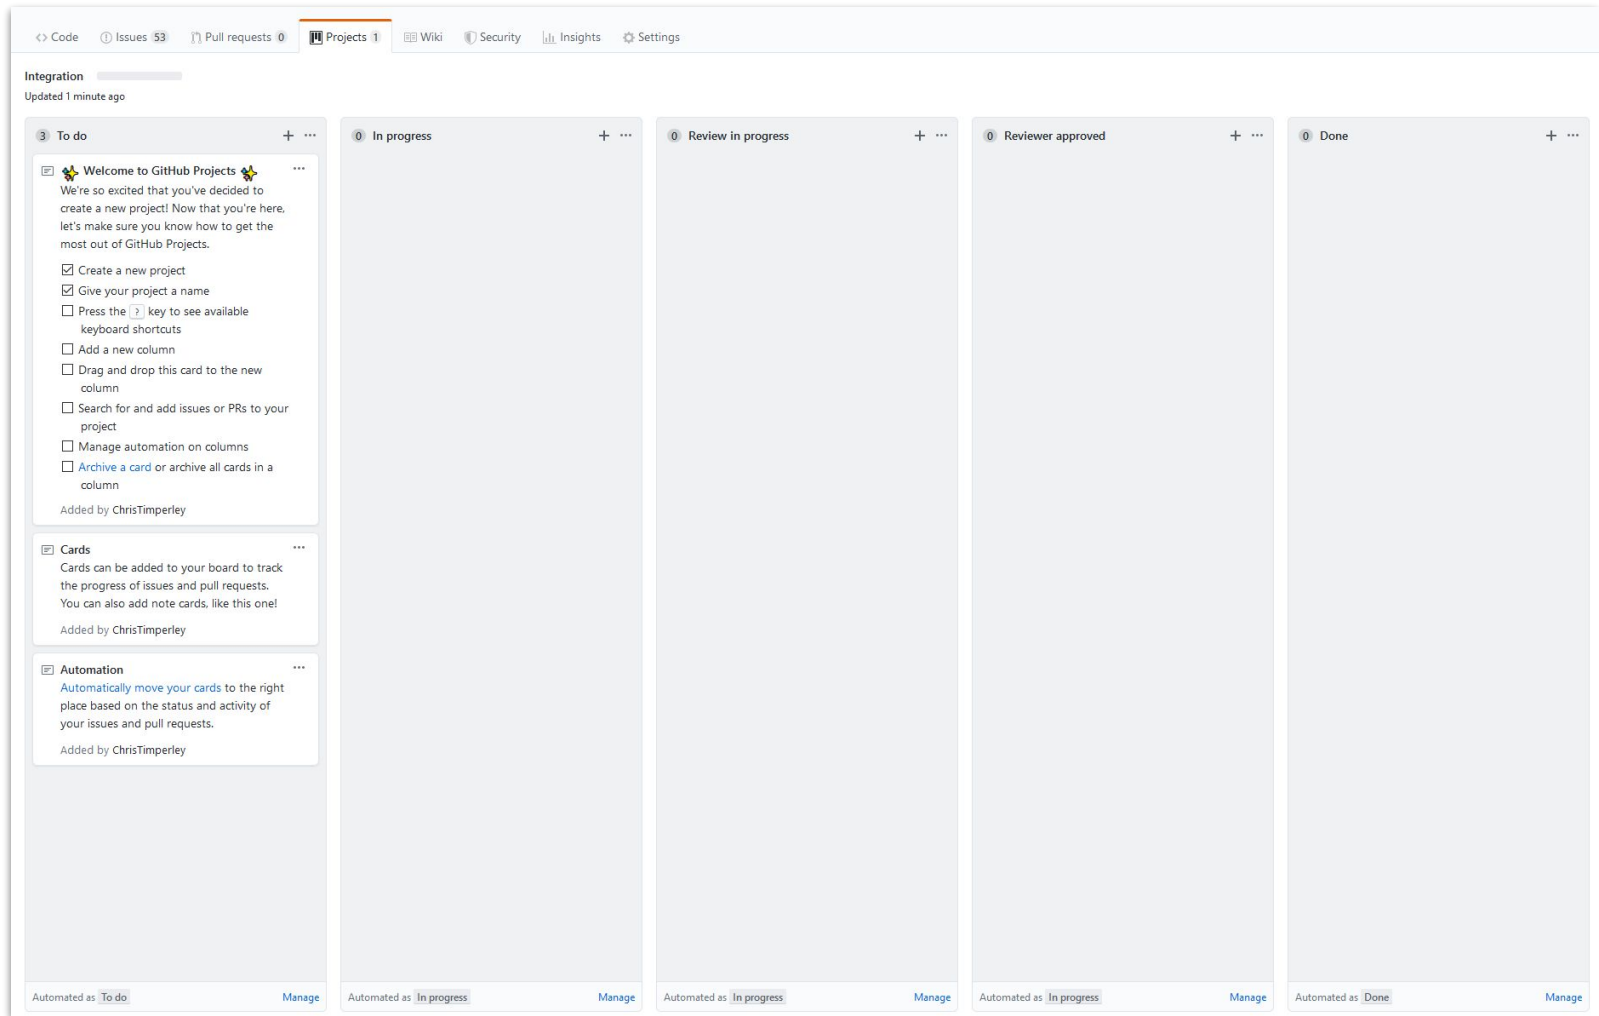 Code Issues 53 Pull requests 0 Projects 1 Wiki Security Insights Settings
Integration
Updated 1 minute ago
3 To do
✨ Welcome to GitHub Projects ✨
We're so excited that you've decided to
create a new project! Now that you're here,
let's make sure you know how to get the
most out of GitHub Projects.
Create a new project
Give your project a name
Press the ? key to see available
keyboard shortcuts
Add a new column
Drag and drop this card to the new
column
Search for and add issues or PRs to your
project
Manage automation on columns
Archive a card or archive all cards in a
column
Added by ChrisTimperley
Cards
Cards can be added to your board to track
the progress of issues and pull requests.
You can also add note cards, like this one!
Added by ChrisTimperley
Automation
Automatically move your cards to the right
place based on the status and activity of
your issues and pull requests.
Added by ChrisTimperley
Automated as To do Manage
0 In progress
Automated as In progress Manage
0 Review in progress
Automated as In progress Manage
0 Reviewer approved
Automated as In progress Manage
0 Done
Automated as Done Manage